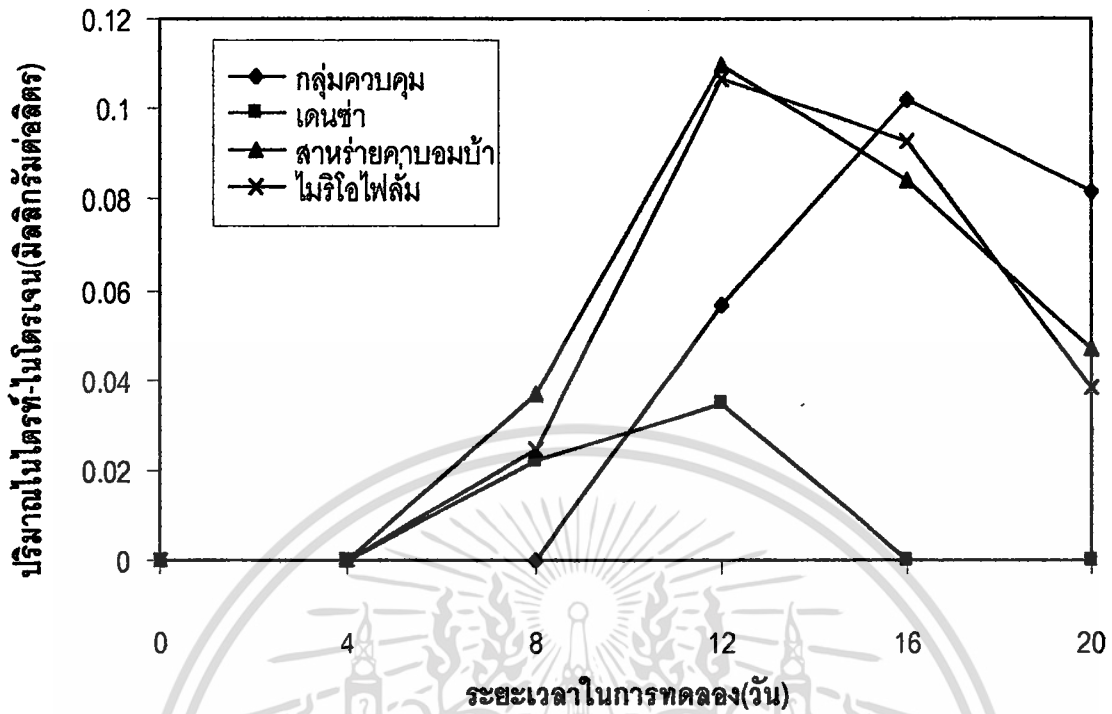 ปริมาณไนไตรท์-ไนโตรเจน(มิลลิกรัมต่อลิตร)
0.12
0.1
0.08
0.06
0.04
0.02
0
กลุ่มควบคุม
เดนซ่า
สาหร่ายคาบอมบ้า
ไมริโอไฟลั่ม
0 4 8 12 16 20
ระยะเวลาในการทดลอง(วัน)